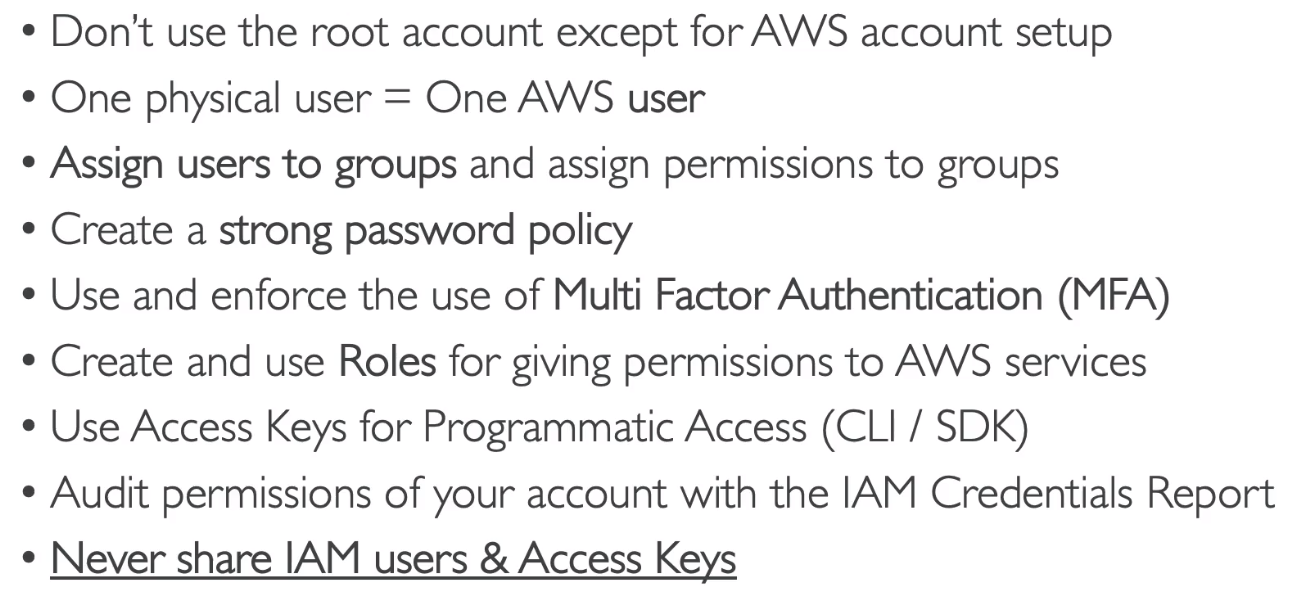 • Don't use the root account except for AWS account setup
• One physical user = One AWS user
• Assign users to groups and assign permissions to groups
• Create a strong password policy
• Use and enforce the use of Multi Factor Authentication (MFA)
• Create and use Roles for giving permissions to AWS services
• Use Access Keys for Programmatic Access (CLI / SDK)
• Audit permissions of your account with the IAM Credentials Report
• Never share IAM users & Access Keys